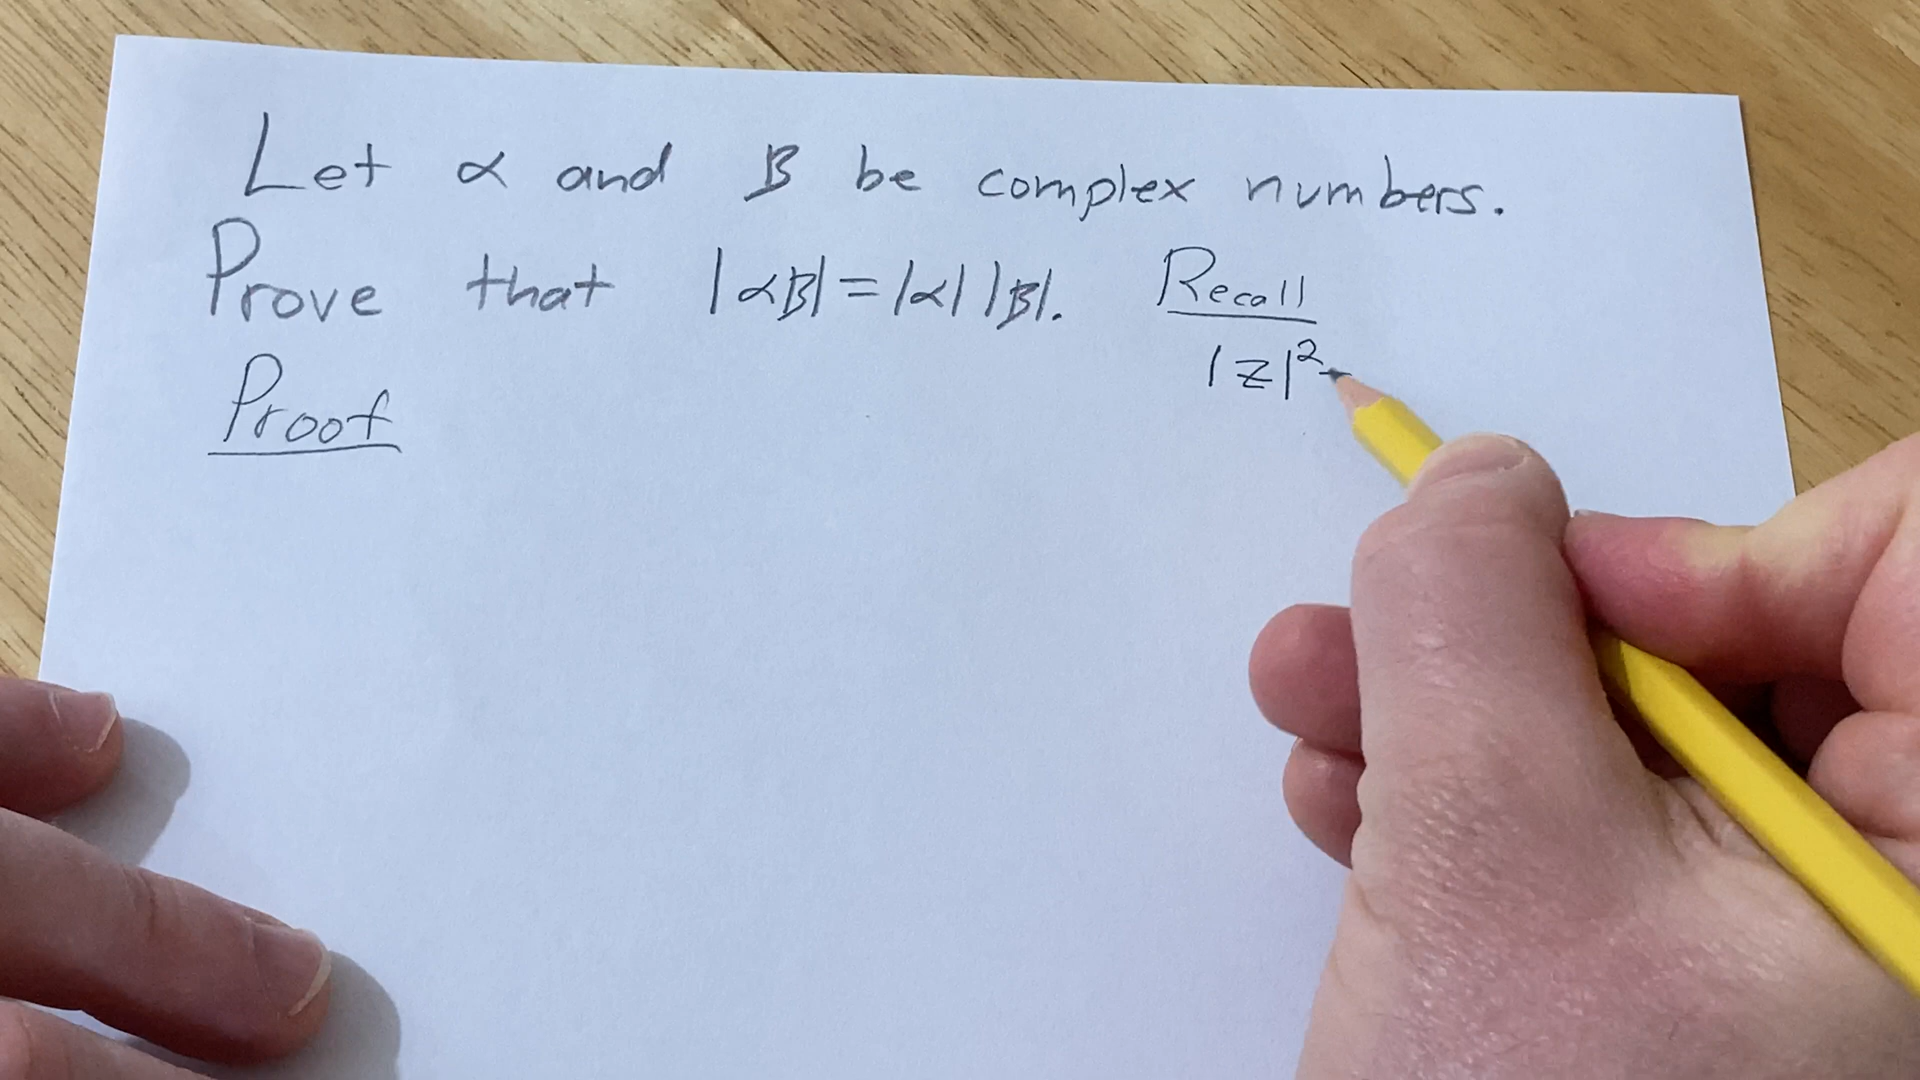 Let α and β be complex numbers.
Prove that |αβ| = |α| |β|.
Recall
|z|² -
Proof